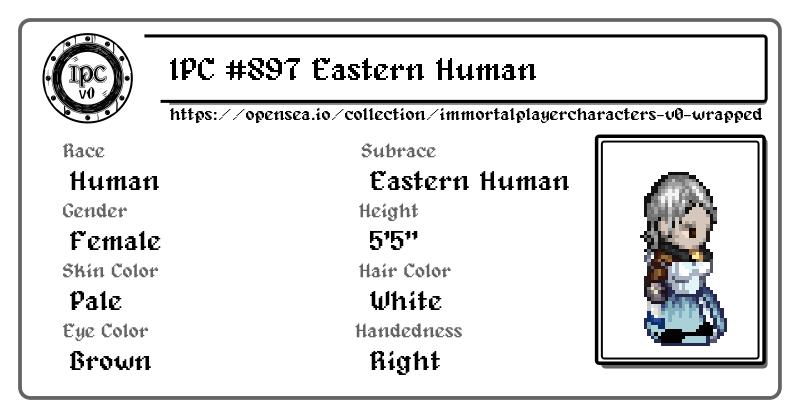 IPC
v0
IPC #897 Eastern Human
https://opensea.io/collection/immortalplayercharacters-v0-wrapped
Race
Human
Subrace
Eastern Human
Gender
Female
Height
5'5"
Skin Color
Pale
Hair Color
White
Eye Color
Brown
Handedness
Right